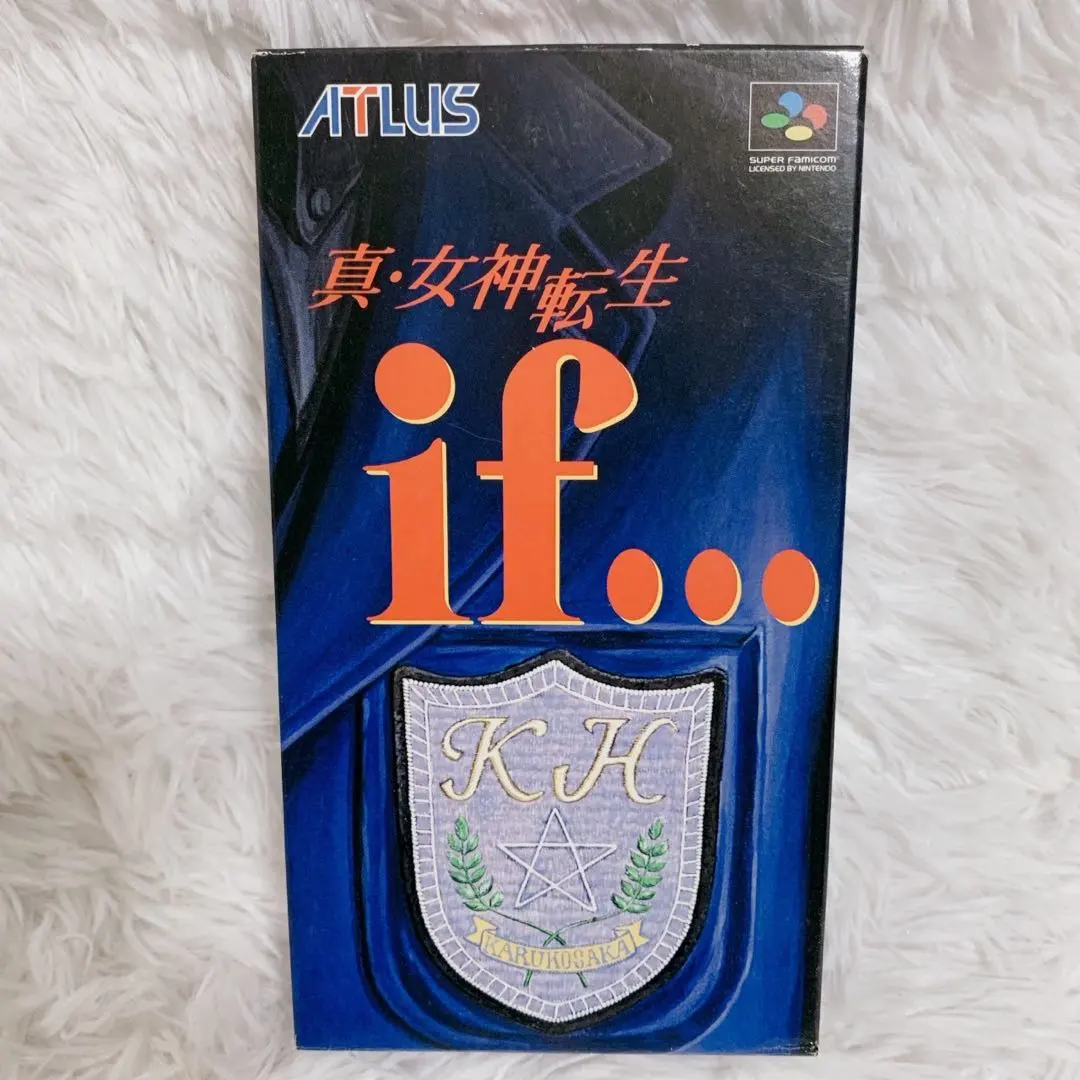 ATLUS
SUPER FAMICOM
LICENSED BY NINTENDO
真・女神転生
if...
KH
KARUKOSAKA